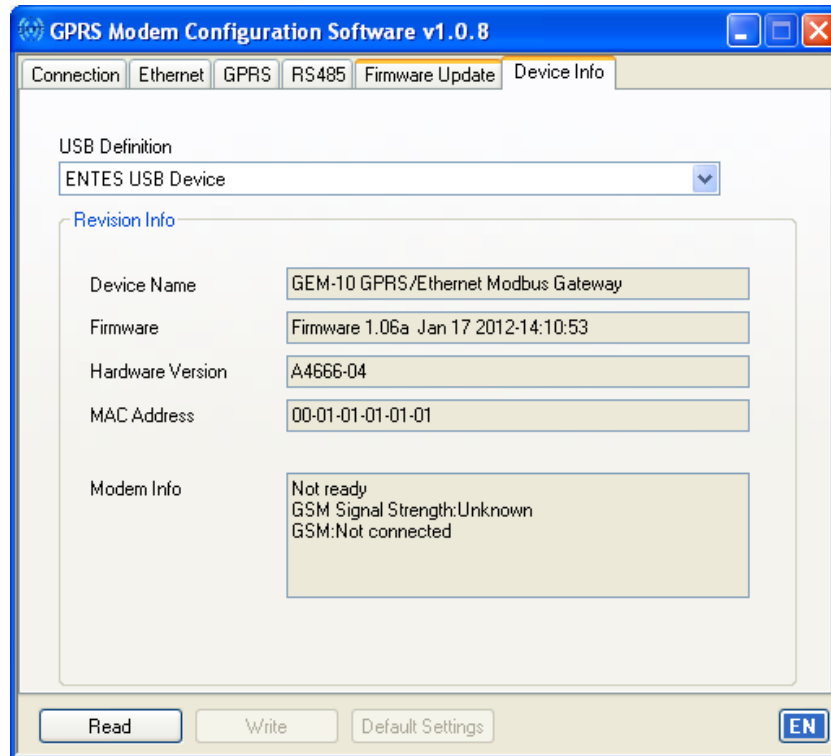 GPRS Modem Configuration Software v1.0.8
Connection Ethernet GPRS RS485 Firmware Update Device Info
USB Definition
ENTES USB Device
Revision Info
Device Name GEM-10 GPRS/Ethernet Modbus Gateway
Firmware Firmware 1.06a Jan 17 2012-14:10:53
Hardware Version A4666-04
MAC Address 00-01-01-01-01-01
Modem Info Not ready
GSM Signal Strength:Unknown
GSM:Not connected
Read Write Default Settings EN